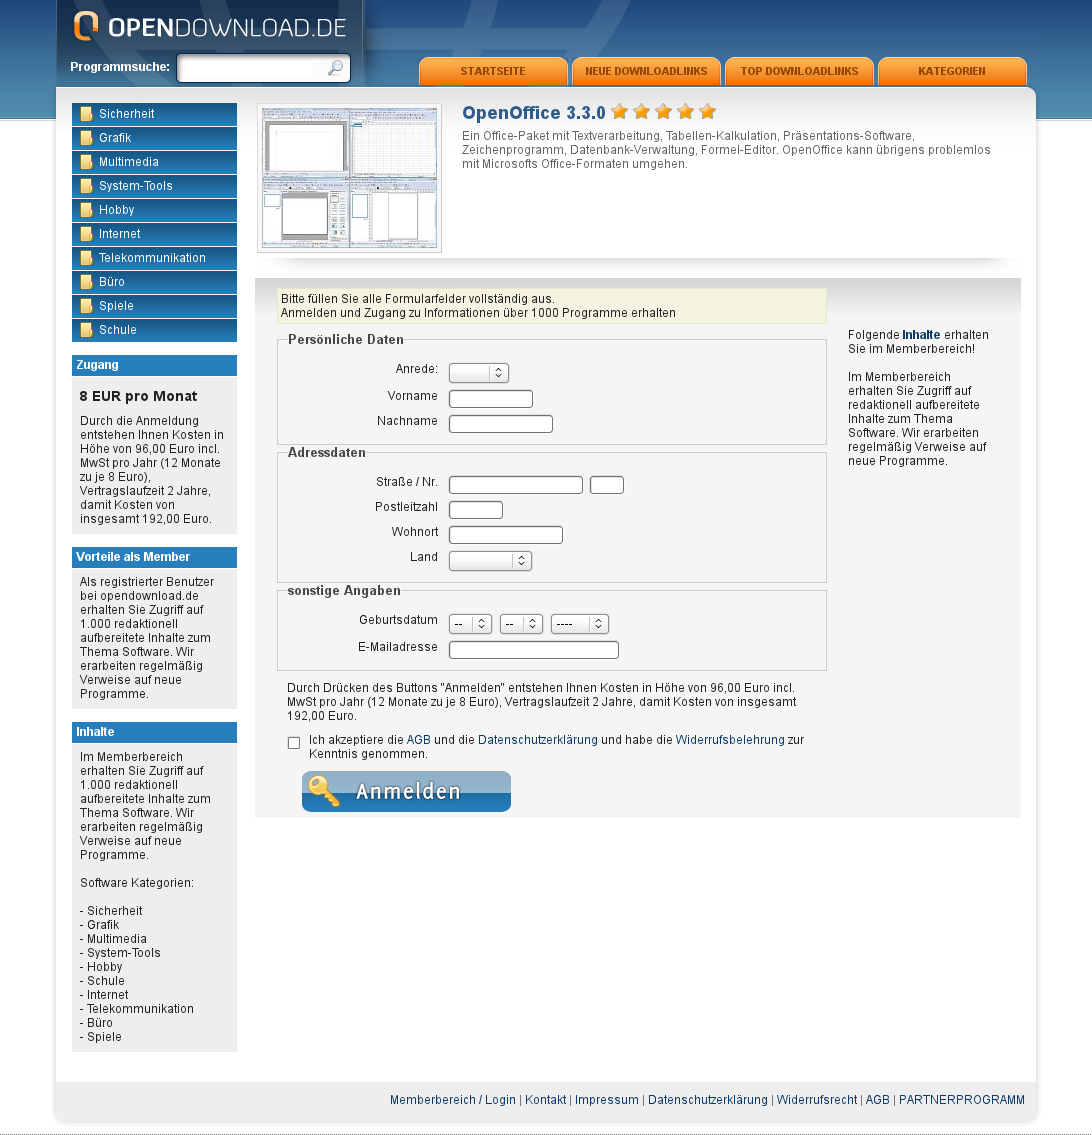 OPENDOWNLOAD.DE
Programmsuche:
STARTSEITE
NEUE DOWNLOADLINKS
TOP DOWNLOADLINKS
KATEGORIEN
Sicherheit
Grafik
Multimedia
System-Tools
Hobby
Internet
Telekommunikation
Büro
Spiele
Schule
Zugang
8 EUR pro Monat
Durch die Anmeldung
entstehen Ihnen Kosten in
Höhe von 96,00 Euro incl.
MwSt pro Jahr (12 Monate
zu je 8 Euro),
Vertragslaufzeit 2 Jahre,
damit Kosten von
insgesamt 192,00 Euro.
Vorteile als Member
Als registrierter Benutzer
bei opendownload.de
erhalten Sie Zugriff auf
1.000 redaktionell
aufbereitete Inhalte zum
Thema Software. Wir
erarbeiten regelmäßig
Verweise auf neue
Programme.
Inhalte
Im Memberbereich
erhalten Sie Zugriff auf
1.000 redaktionell
aufbereitete Inhalte zum
Thema Software. Wir
erarbeiten regelmäßig
Verweise auf neue
Programme.
Software Kategorien:
- Sicherheit
- Grafik
- Multimedia
- System-Tools
- Hobby
- Schule
- Internet
- Telekommunikation
- Büro
- Spiele
OpenOffice 3.3.0
Ein Office-Paket mit Textverarbeitung, Tabellen-Kalkulation, Präsentations-Software,
Zeichenprogramm, Datenbank-Verwaltung, Formel-Editor. OpenOffice kann übrigens problemlos
mit Microsofts Office-Formaten umgehen.
Bitte füllen Sie alle Formularfelder vollständig aus.
Anmelden und Zugang zu Informationen über 1000 Programme erhalten
Persönliche Daten
Anrede:
Vorname
Nachname
Adressdaten
Straße / Nr.
Postleitzahl
Wohnort
Land
sonstige Angaben
Geburtsdatum -- -- ----
E-Mailadresse
Durch Drücken des Buttons "Anmelden" entstehen Ihnen Kosten in Höhe von 96,00 Euro incl.
MwSt pro Jahr (12 Monate zu je 8 Euro), Vertragslaufzeit 2 Jahre, damit Kosten von insgesamt
192,00 Euro.
Ich akzeptiere die AGB und die Datenschutzerklärung und habe die Widerrufsbelehrung zur
Kenntnis genommen.
Anmelden
Folgende Inhalte erhalten
Sie im Memberbereich!
Im Memberbereich
erhalten Sie Zugriff auf
redaktionell aufbereitete
Inhalte zum Thema
Software. Wir erarbeiten
regelmäßig Verweise auf
neue Programme.
Memberbereich / Login | Kontakt | Impressum | Datenschutzerklärung | Widerrufsrecht | AGB | PARTNERPROGRAMM